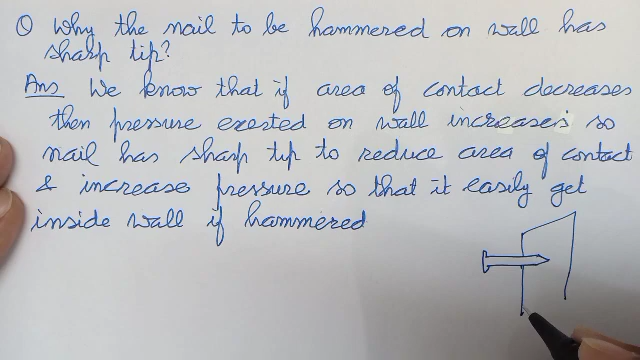 Q Why the nail to be hammered on wall has
sharp tip?
Ans We know that if area of contact decreases
then pressure exerted on wall increases so
nail has sharp tip to reduce area of contact
& increase pressure so that it easily get
inside wall if hammered